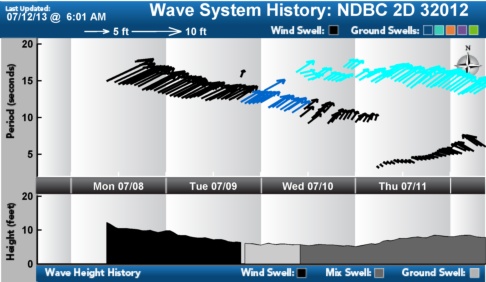 Last Updated:
07/12/13 @ 6:01 AM
Wave System History: NDBC 2D 32012
5 ft
10 ft
Wind Swell:
Ground Swells:
N
Period (seconds)
20
15
10
5
Mon 07/08
Tue 07/09
Wed 07/10
Thu 07/11
Height (feet)
20
10
0
Wave Height History
Wind Swell:
Mix Swell:
Ground Swell: